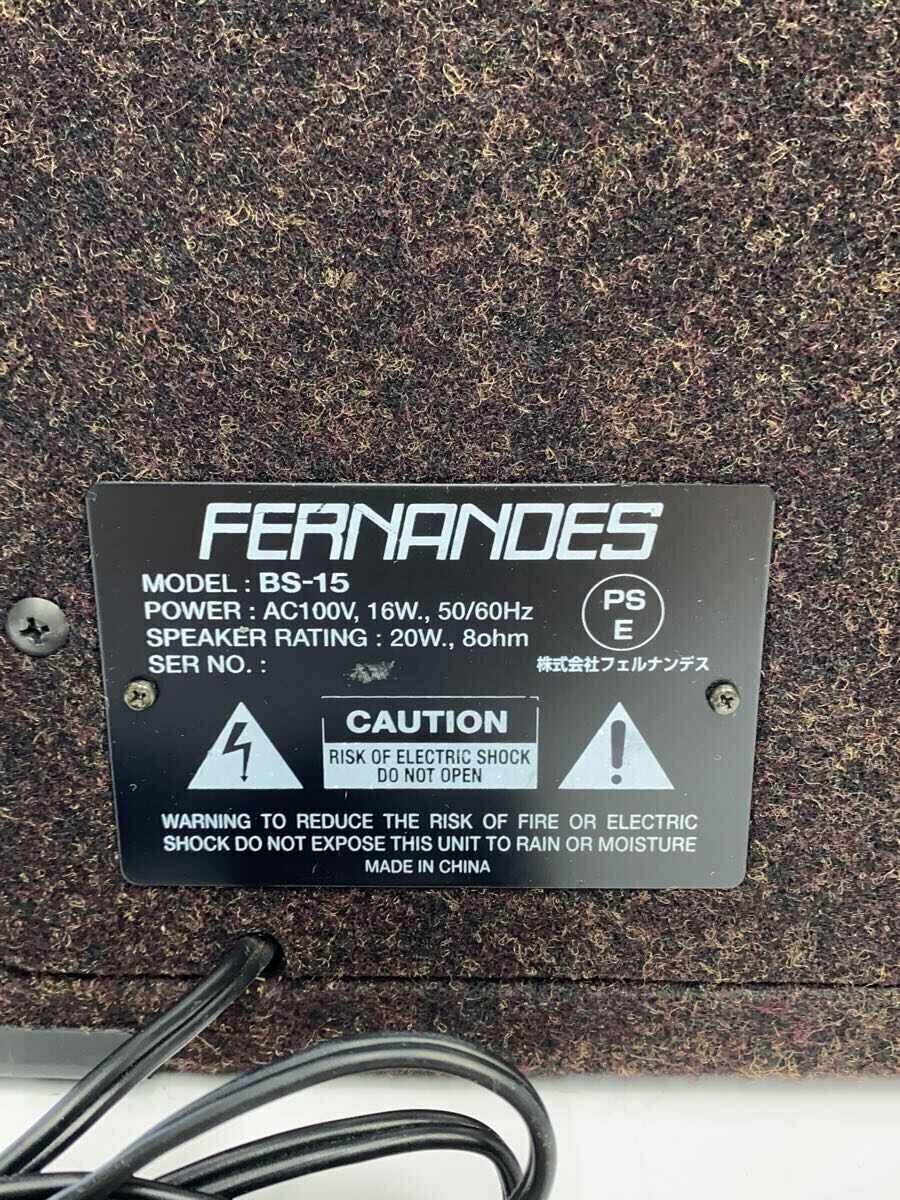 FERNANDES
MODEL : BS-15
POWER : AC100V, 16W., 50/60Hz
SPEAKER RATING : 20W., 8ohm
SER NO. :
PS
E
株式会社フェルナンデス
CAUTION
RISK OF ELECTRIC SHOCK
DO NOT OPEN
WARNING TO REDUCE THE RISK OF FIRE OR ELECTRIC
SHOCK DO NOT EXPOSE THIS UNIT TO RAIN OR MOISTURE
MADE IN CHINA